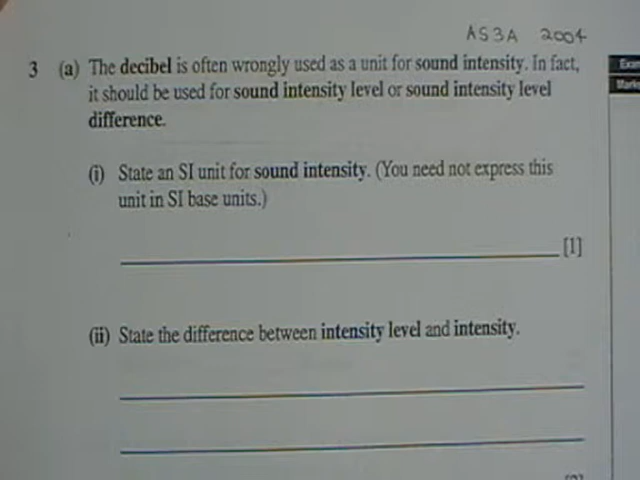 AS3A 2004
3 (a) The decibel is often wrongly used as a unit for sound intensity. In fact,
it should be used for sound intensity level or sound intensity level
difference.
(i) State an SI unit for sound intensity. (You need not express this
unit in SI base units.)
[1]
(ii) State the difference between intensity level and intensity.